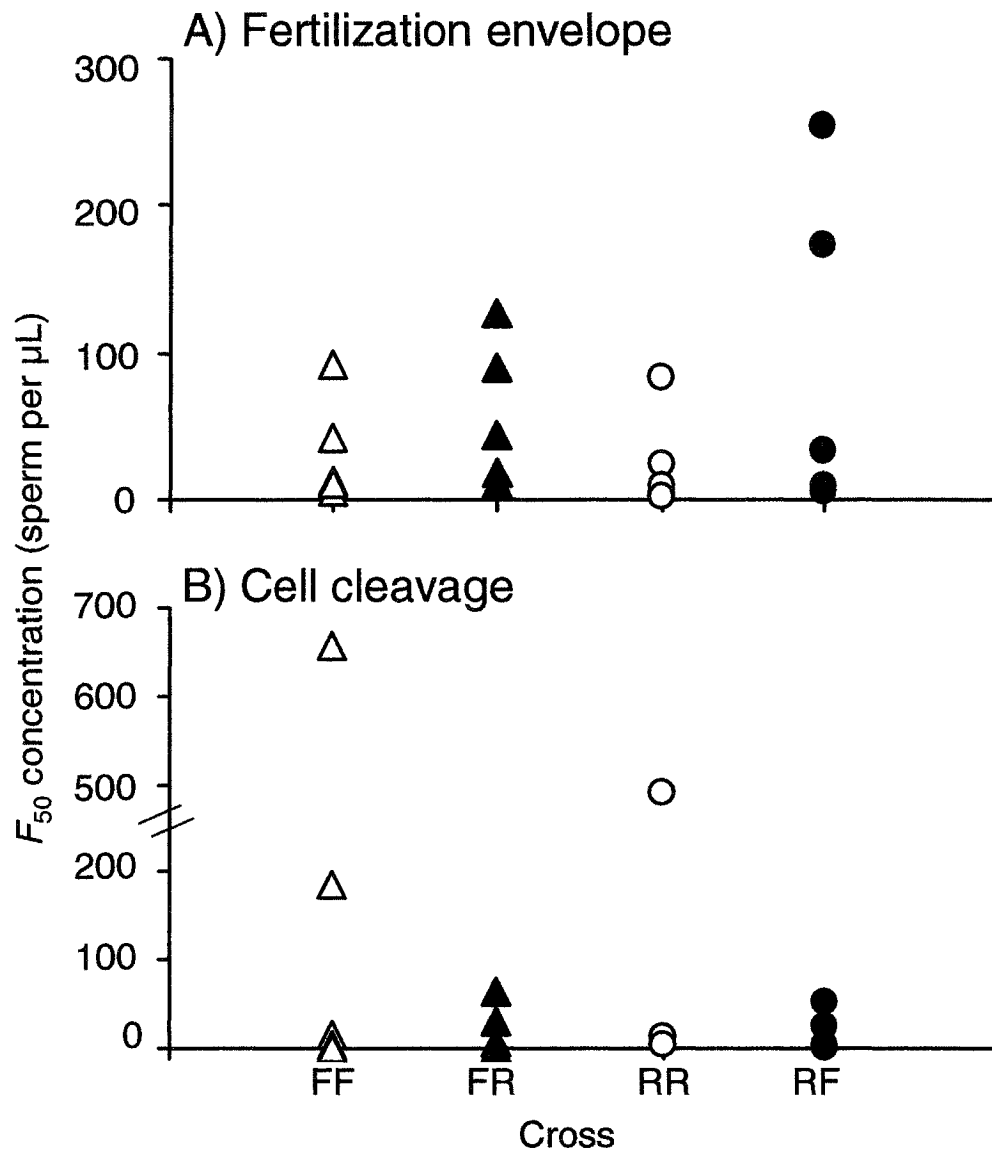 A) Fertilization envelope
300
200
100
0
F50 concentration (sperm per µL)
B) Cell cleavage
700
600
500
200
100
0
FF FR RR RF
Cross